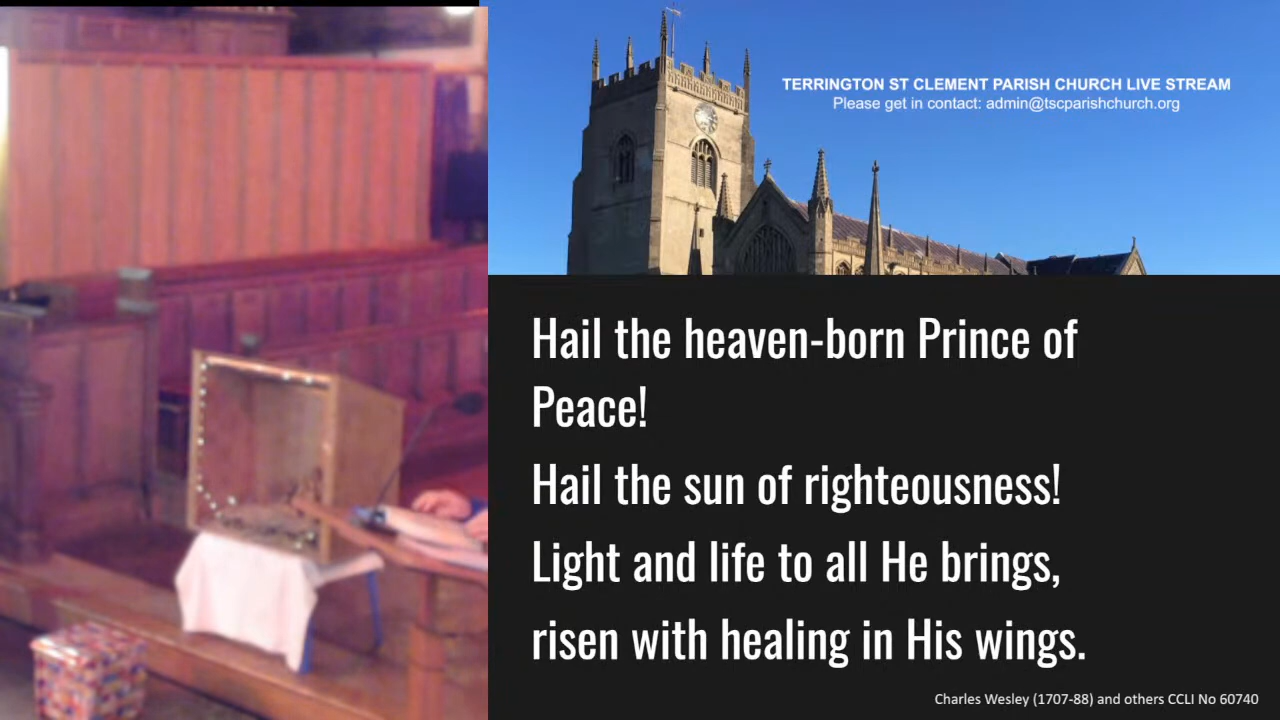 TERRINGTON ST CLEMENT PARISH CHURCH LIVE STREAM
Please get in contact: admin@tscparishchurch.org
Hail the heaven-born Prince of
Peace!
Hail the sun of righteousness!
Light and life to all He brings,
risen with healing in His wings.
Charles Wesley (1707-88) and others CCLI No 60740